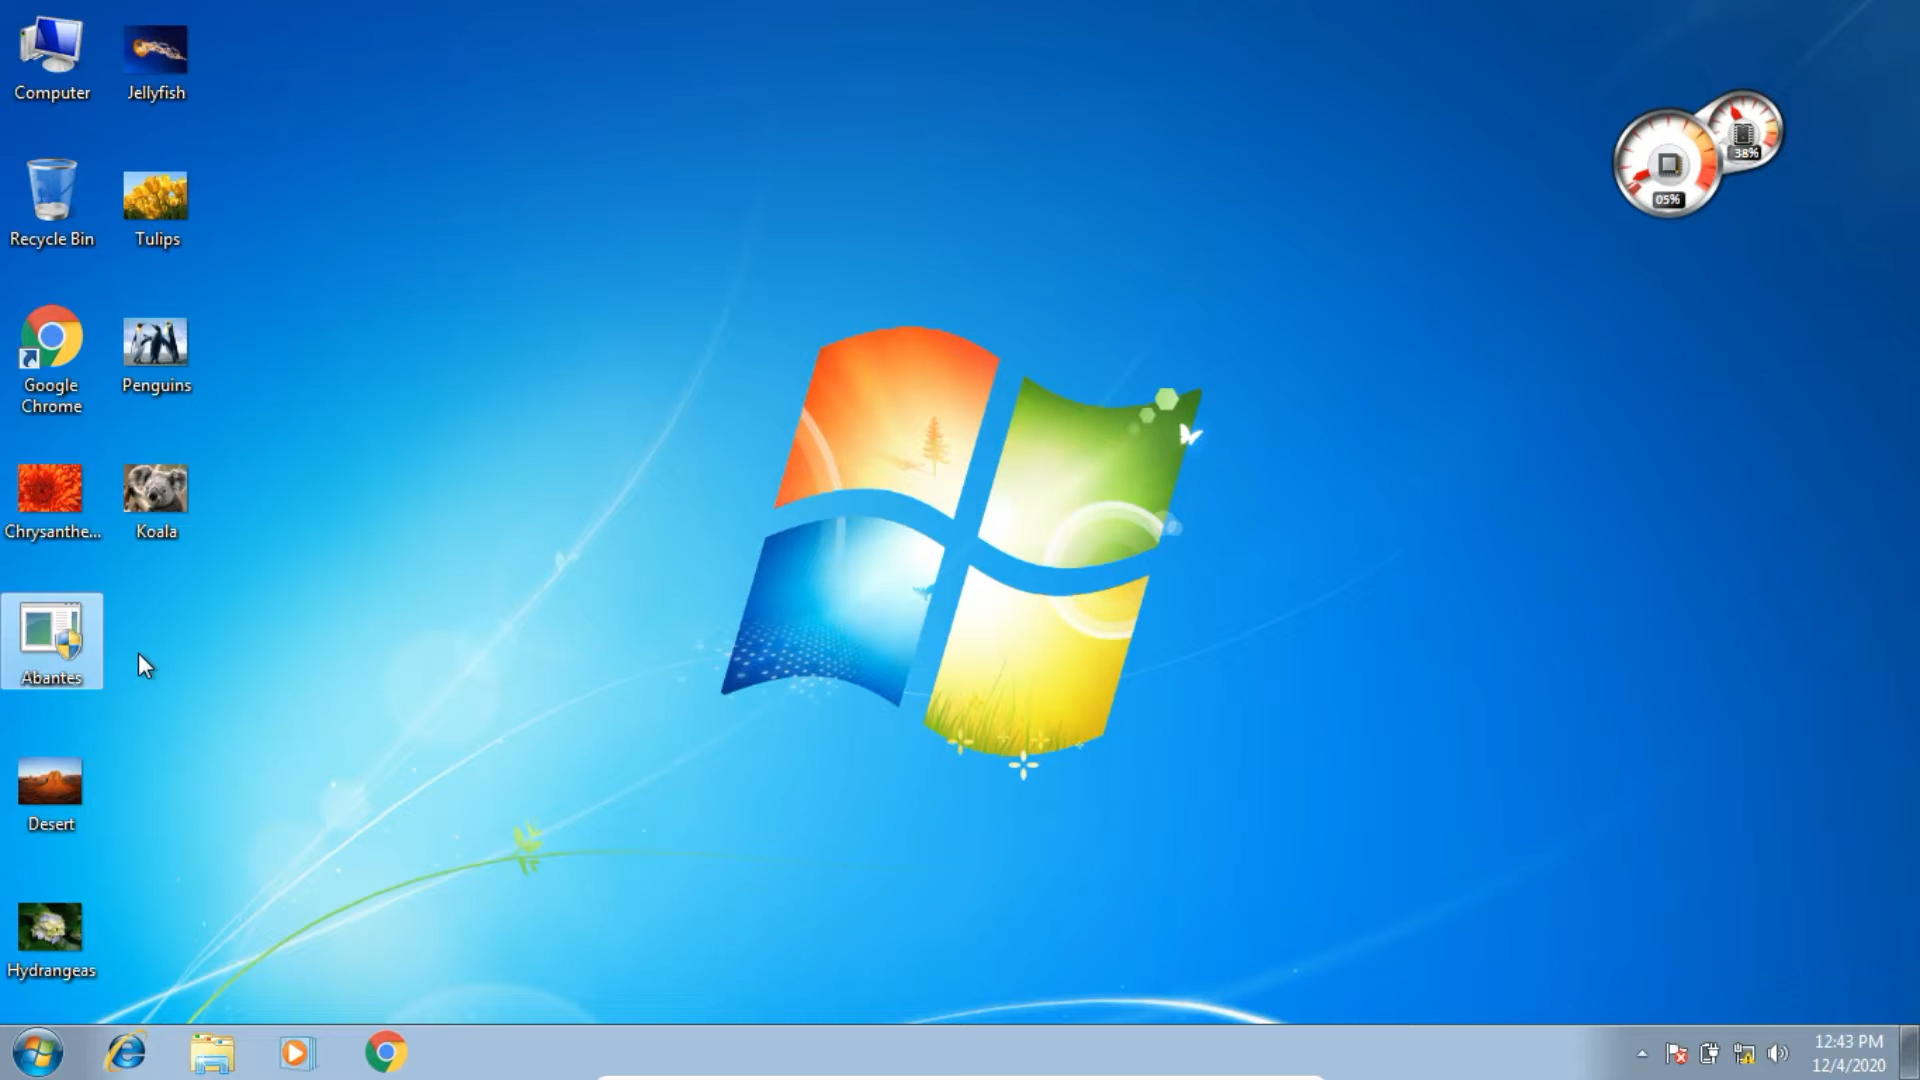 Computer
Jellyfish
Recycle Bin
Tulips
Google
Chrome
Penguins
Chrysanthe...
Koala
Abantes
Desert
Hydrangeas
38%
05%
12:43 PM
12/4/2020